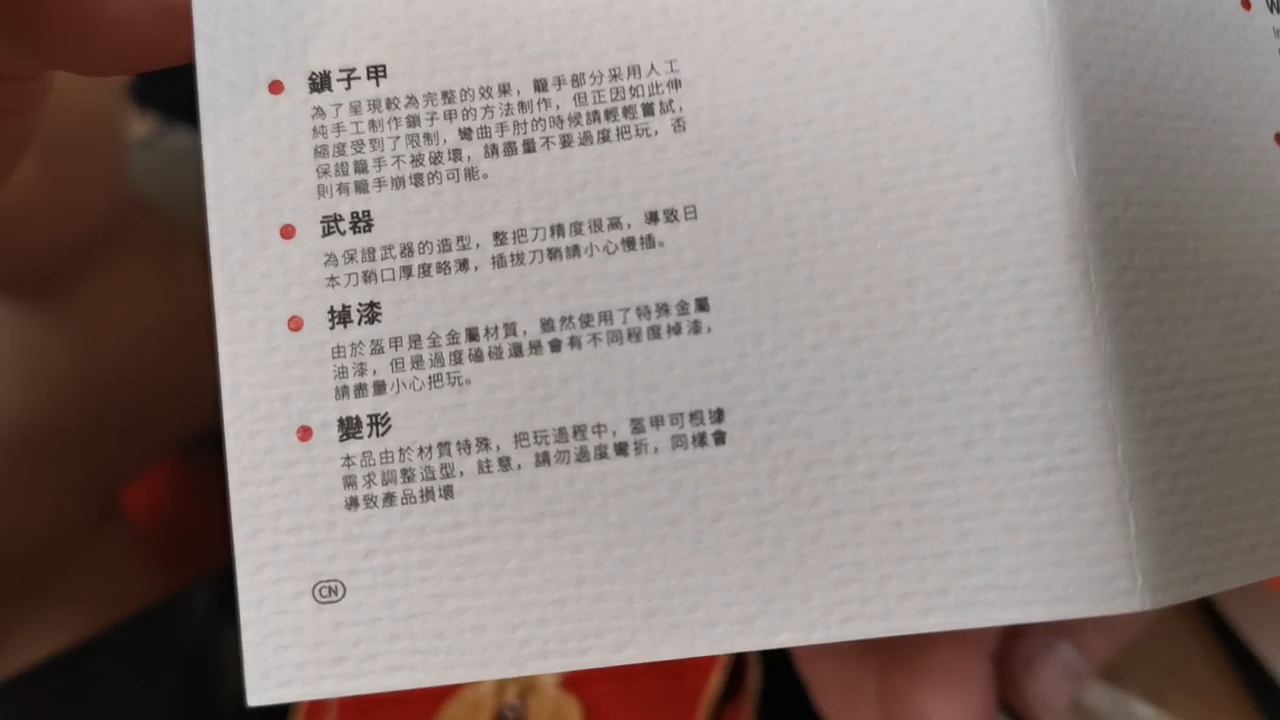 鎖子甲
為了呈現較為完整的效果，籠手部分采用人工
純手工制作鎖子甲的方法制作，但正因如此伸
縮度受到了限制，彎曲手肘的時候請輕輕嘗試，
保證籠手不被破壞，請盡量不要過度把玩，否
則有籠手崩壞的可能。
武器
為保證武器的造型，整把刀精度很高，導致日
本刀鞘口厚度略薄，插拔刀鞘請小心慢插。
掉漆
由於盔甲是全金屬材質，雖然使用了特殊金屬
油漆，但是過度磕碰還是會有不同程度掉漆，
請盡量小心把玩。
變形
本品由於材質特殊，把玩過程中，盔甲可根據
需求調整造型，註意，請勿過度彎折，同樣會
導致產品損壞
CN